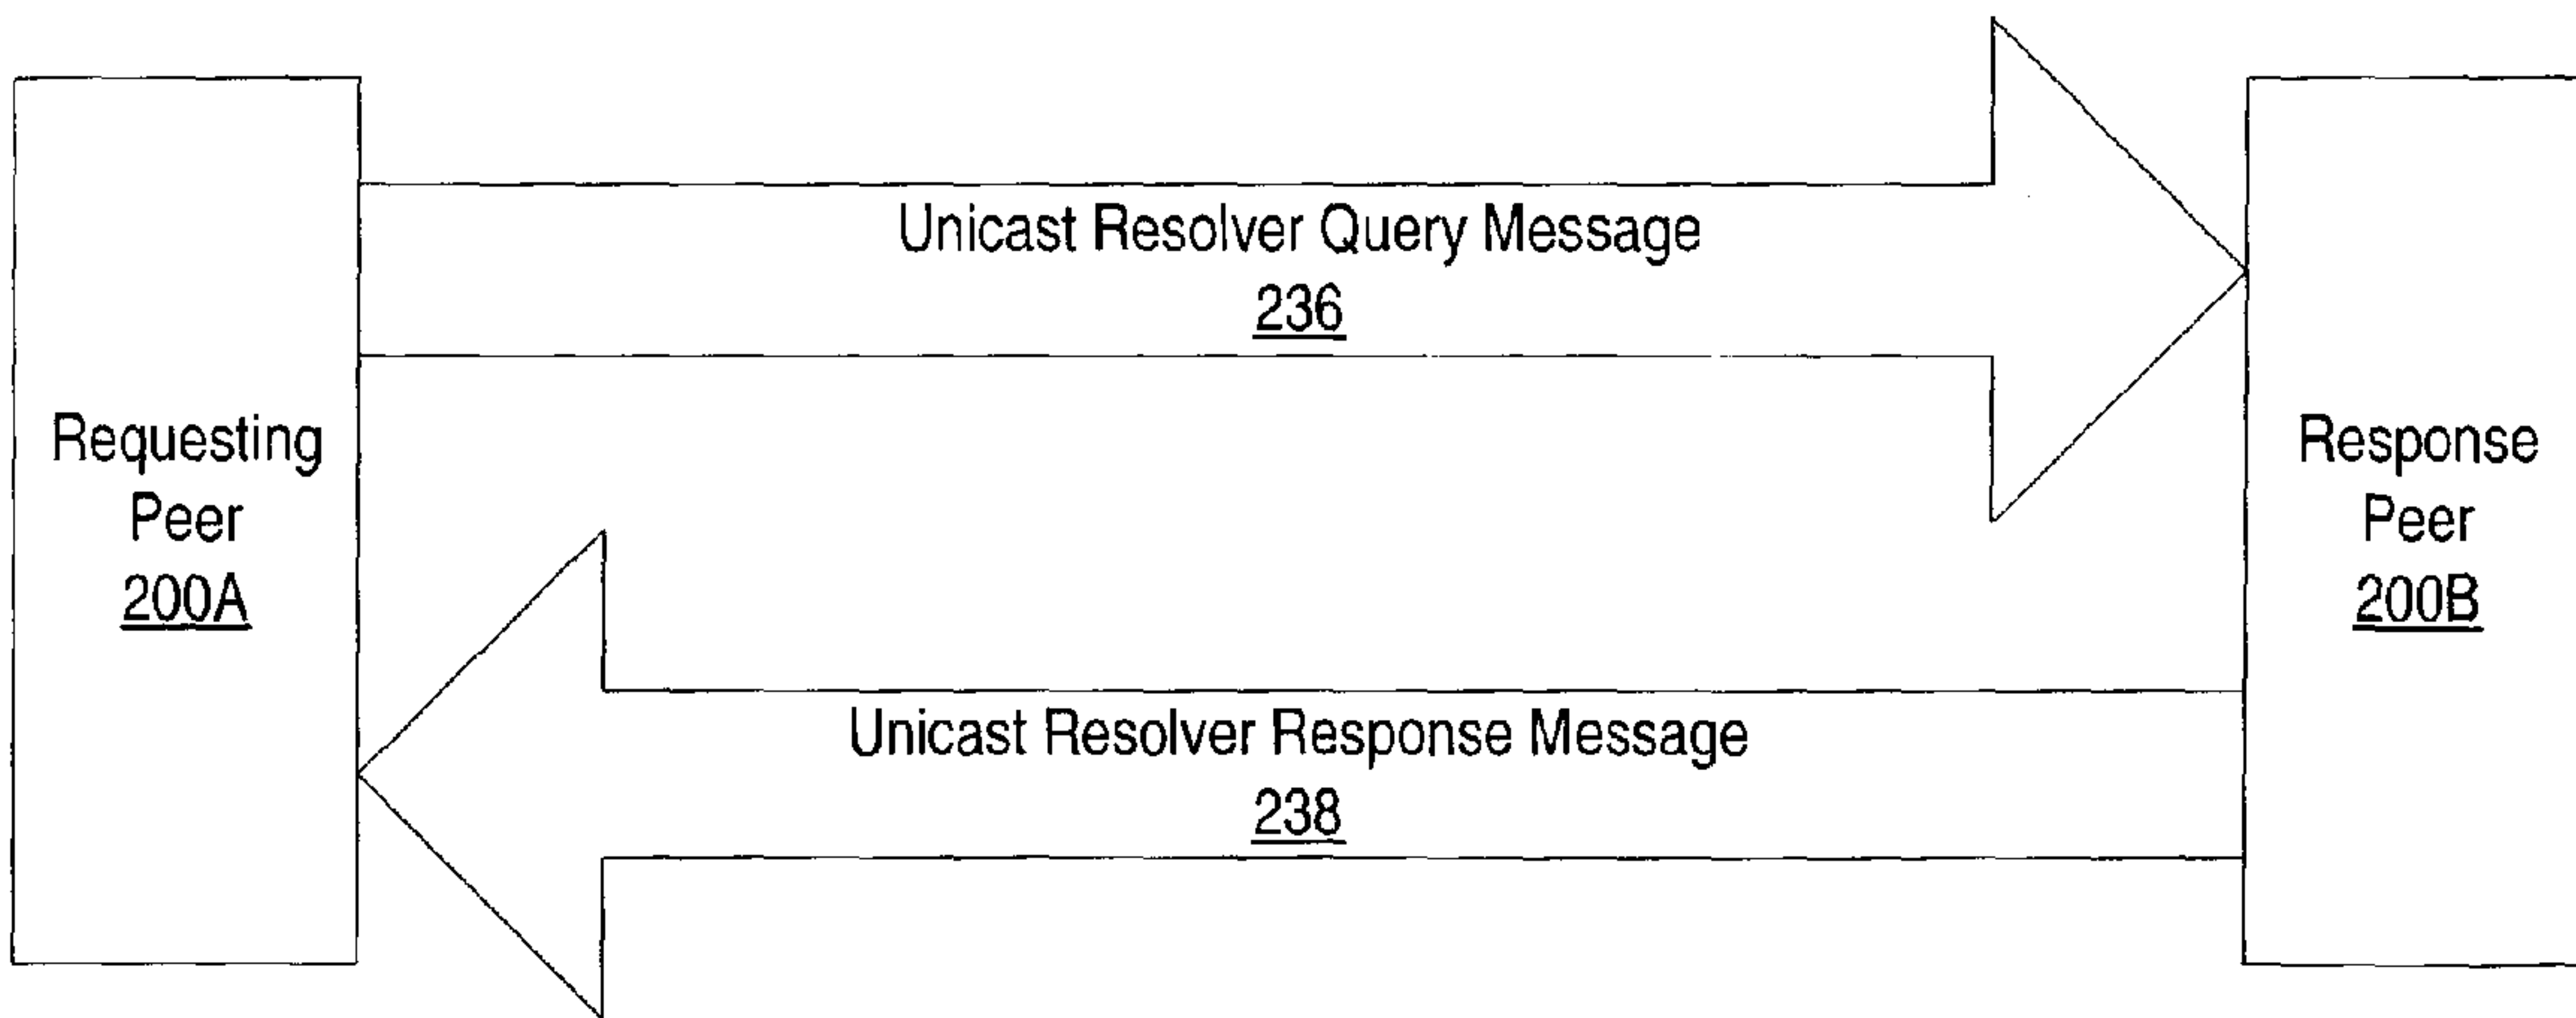 Unicast Resolver Query Message
236
Requesting
Peer
200A
Response
Peer
200B
Unicast Resolver Response Message
238